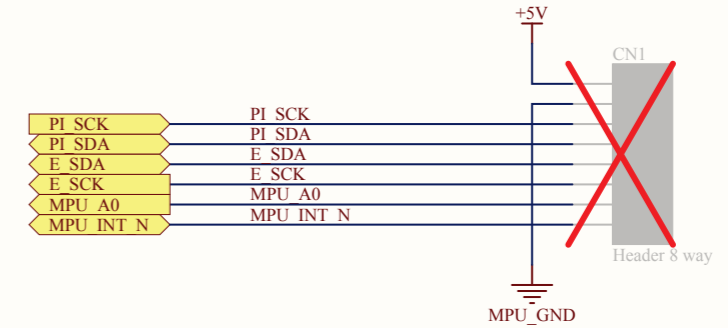 +5V
CN1
PI_SCK
PI_SCK
PI_SDA
PI_SDA
E_SDA
E_SDA
E_SCK
E_SCK
MPU_A0
MPU_A0
MPU_INT_N
MPU_INT_N
Header 8 way
MPU_GND